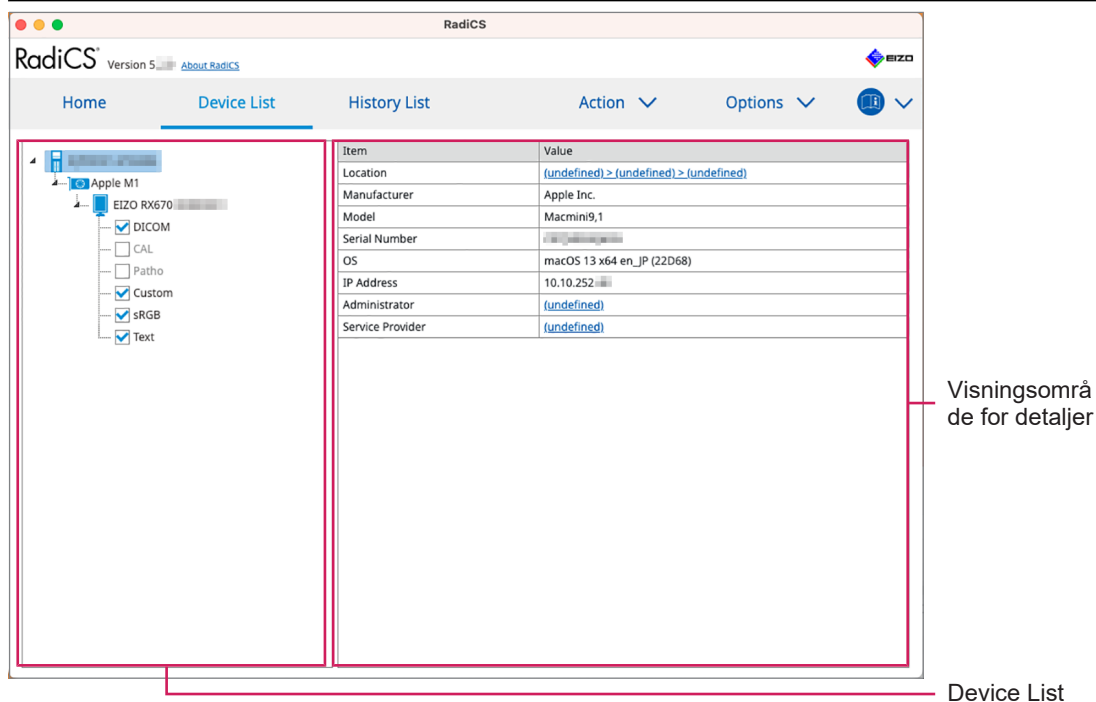 RadiCS
RadiCS® Version 5. About RadiCS EIZO
Home Device List History List Action Options
Item Value
Location (undefined) > (undefined) > (undefined)
Manufacturer Apple Inc.
Model Macmini9,1
Serial Number
OS macOS 13 x64 en_JP (22D68)
IP Address 10.10.252
Administrator (undefined)
Service Provider (undefined)
Apple M1
EIZO RX670
DICOM
CAL
Patho
Custom
sRGB
Text
Visningsområ
de for detaljer
Device List